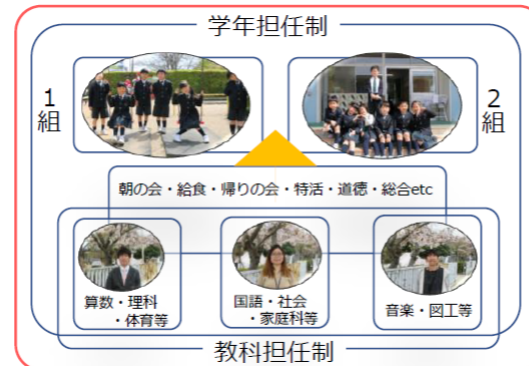 学年担任制
1組
2組
朝の会・給食・帰りの会・特活・道徳・総合etc
算数・理科
・体育等
国語・社会
・家庭科等
音楽・図工等
教科担任制